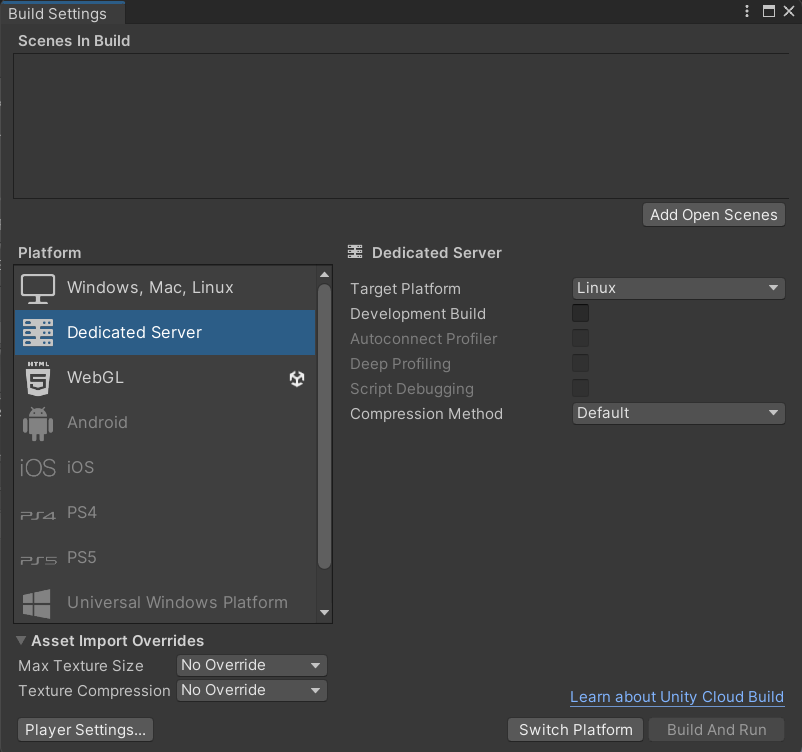 Build Settings
Scenes In Build
Add Open Scenes
Platform
Windows, Mac, Linux
Dedicated Server
HTML
5
WebGL
Android
iOS iOS
PS4 PS4
PS5 PS5
Universal Windows Platform
Dedicated Server
Target Platform Linux
Development Build
Autoconnect Profiler
Deep Profiling
Script Debugging
Compression Method Default
Asset Import Overrides
Max Texture Size No Override
Texture Compression No Override
Learn about Unity Cloud Build
Player Settings... Switch Platform Build And Run